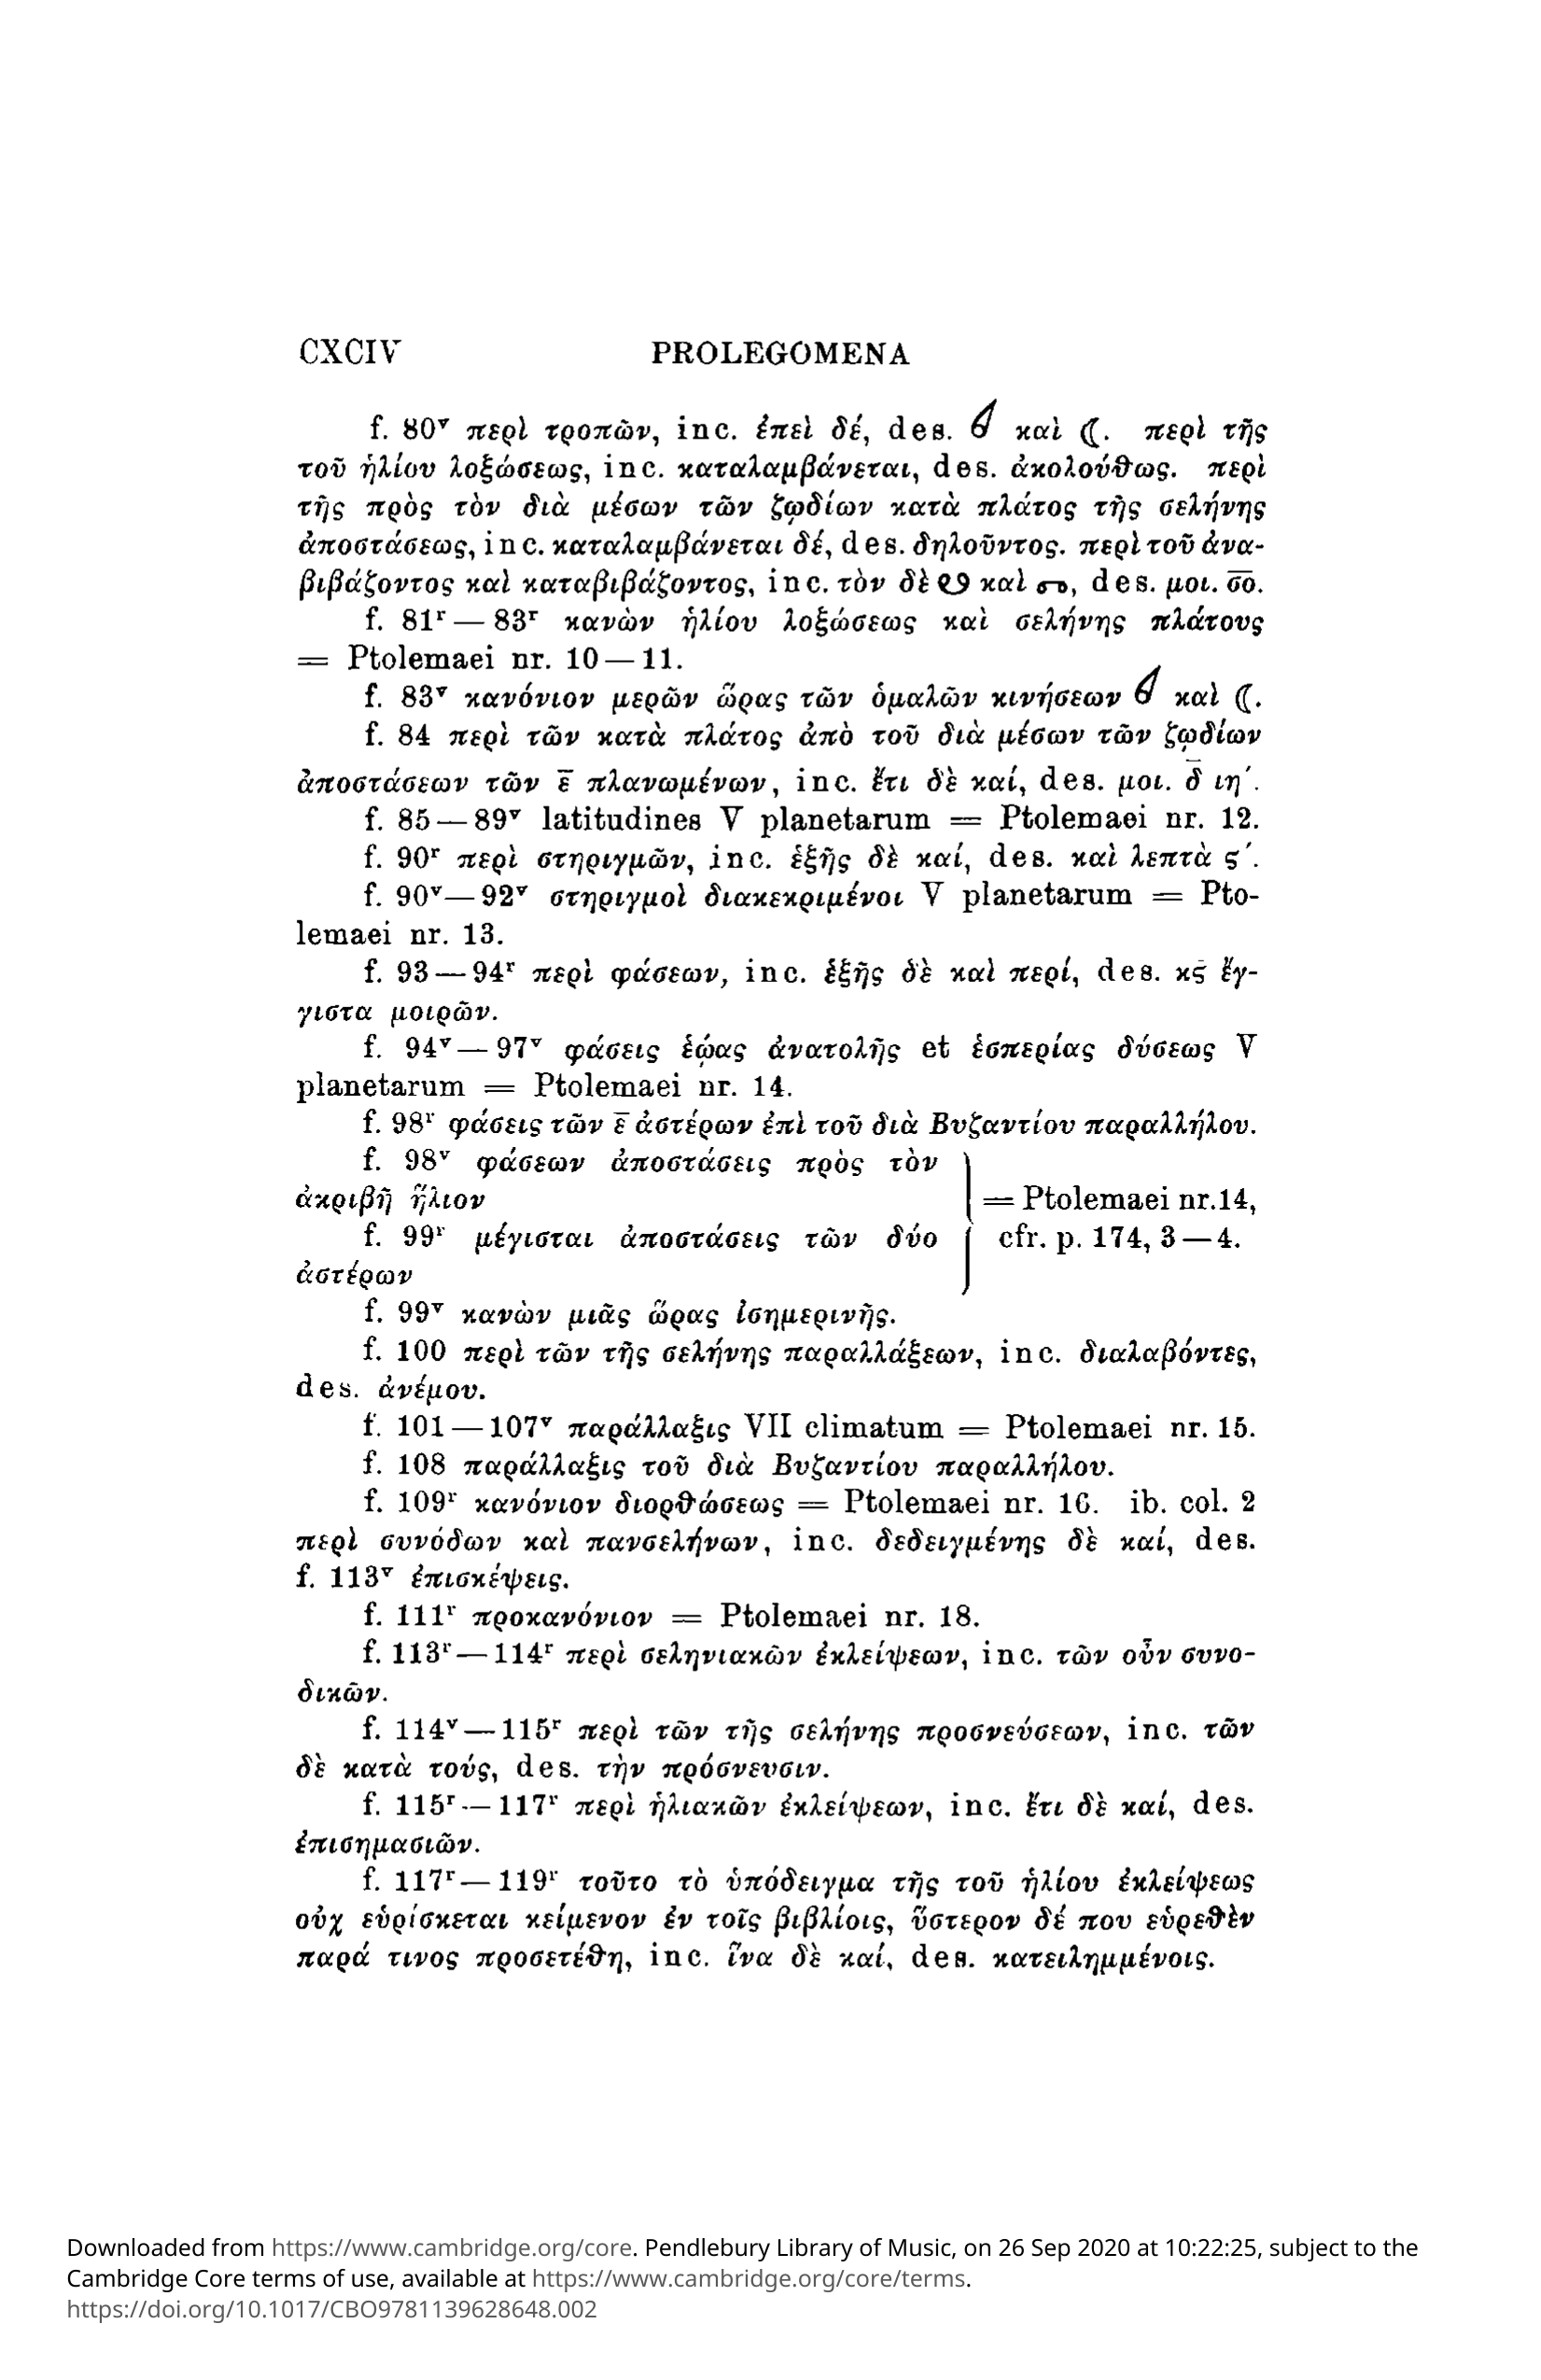 CXCIV PROLEGOMENA
f. 80ᵛ περὶ τροπῶν, inc. ἐπεὶ δέ, des. καὶ ☾. περὶ τῆς
τοῦ ἡλίου λοξώσεως, inc. καταλαμβάνεται, des. ἀκολούθως. περὶ
τῆς πρὸς τὸν διὰ μέσων τῶν ζῳδίων κατὰ πλάτος τῆς σελήνης
ἀποστάσεως, inc. καταλαμβάνεται δέ, des. δηλοῦντος. περὶ τοῦ ἀνα-
βιβάζοντος καὶ καταβιβάζοντος, inc. τὸν δὲ ☋ καὶ ☊, des. μοι. σ̅ο̅.
f. 81ʳ — 83ʳ κανὼν ἡλίου λοξώσεως καὶ σελήνης πλάτους
= Ptolemaei nr. 10 — 11.
f. 83ᵛ κανόνιον μερῶν ὥρας τῶν ὁμαλῶν κινήσεων καὶ ☾.
f. 84 περὶ τῶν κατὰ πλάτος ἀπὸ τοῦ διὰ μέσων τῶν ζῳδίων
ἀποστάσεων τῶν ε̅ πλανωμένων, inc. ἔτι δὲ καί, des. μοι. δ̅ ιη´.
f. 85 — 89ᵛ latitudines V planetarum = Ptolemaei nr. 12.
f. 90ʳ περὶ στηριγμῶν, inc. ἑξῆς δὲ καί, des. καὶ λεπτὰ ς´.
f. 90ᵛ — 92ᵛ στηριγμοὶ διακεκριμένοι V planetarum = Pto-
lemaei nr. 13.
f. 93 — 94ʳ περὶ φάσεων, inc. ἑξῆς δὲ καὶ περί, des. κς̅ ἔγ-
γιστα μοιρῶν.
f. 94ᵛ — 97ᵛ φάσεις ἑῴας ἀνατολῆς et ἑσπερίας δύσεως V
planetarum = Ptolemaei nr. 14.
f. 98ʳ φάσεις τῶν ε̅ ἀστέρων ἐπὶ τοῦ διὰ Βυζαντίου παραλλήλου.
f. 98ᵛ φάσεων ἀποστάσεις πρὸς τὸν
ἀκριβῆ ἥλιον = Ptolemaei nr. 14,
f. 99ʳ μέγισται ἀποστάσεις τῶν δύο cfr. p. 174, 3 — 4.
ἀστέρων
f. 99ᵛ κανὼν μιᾶς ὥρας ἰσημερινῆς.
f. 100 περὶ τῶν τῆς σελήνης παραλλάξεων, inc. διαλαβόντες,
des. ἀνέμου.
f. 101 — 107ᵛ παράλλαξις VII climatum = Ptolemaei nr. 15.
f. 108 παράλλαξις τοῦ διὰ Βυζαντίου παραλλήλου.
f. 109ʳ κανόνιον διορθώσεως = Ptolemaei nr. 16. ib. col. 2
περὶ συνόδων καὶ πανσελήνων, inc. δεδειγμένης δὲ καί, des.
f. 113ᵛ ἐπισκέψεις.
f. 111ʳ προκανόνιον = Ptolemaei nr. 18.
f. 113ʳ — 114ʳ περὶ σεληνιακῶν ἐκλείψεων, inc. τῶν οὖν συνο-
δικῶν.
f. 114ᵛ — 115ʳ περὶ τῶν τῆς σελήνης προσνεύσεων, inc. τῶν
δὲ κατὰ τούς, des. τὴν πρόσνευσιν.
f. 115ʳ — 117ʳ περὶ ἡλιακῶν ἐκλείψεων, inc. ἔτι δὲ καί, des.
ἐπισημασιῶν.
f. 117ʳ — 119ʳ τοῦτο τὸ ὑπόδειγμα τῆς τοῦ ἡλίου ἐκλείψεως
οὐχ εὑρίσκεται κείμενον ἐν τοῖς βιβλίοις, ὕστερον δέ που εὑρεθὲν
παρά τινος προσετέθη, inc. ἵνα δὲ καί, des. κατειλημμένοις.
Downloaded from https://www.cambridge.org/core. Pendlebury Library of Music, on 26 Sep 2020 at 10:22:25, subject to the
Cambridge Core terms of use, available at https://www.cambridge.org/core/terms.
https://doi.org/10.1017/CBO9781139628648.002